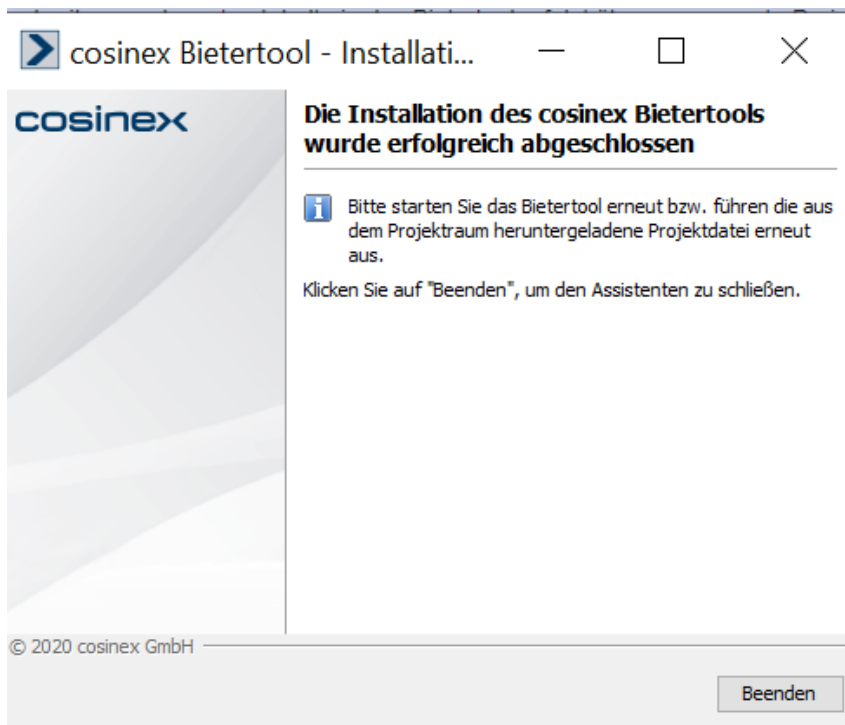 cosinex Bietertool - Installati...
cosinex
Die Installation des cosinex Bietertools
wurde erfolgreich abgeschlossen
Bitte starten Sie das Bietertool erneut bzw. führen die aus
dem Projektraum heruntergeladene Projektdatei erneut
aus.
Klicken Sie auf "Beenden", um den Assistenten zu schließen.
© 2020 cosinex GmbH
Beenden